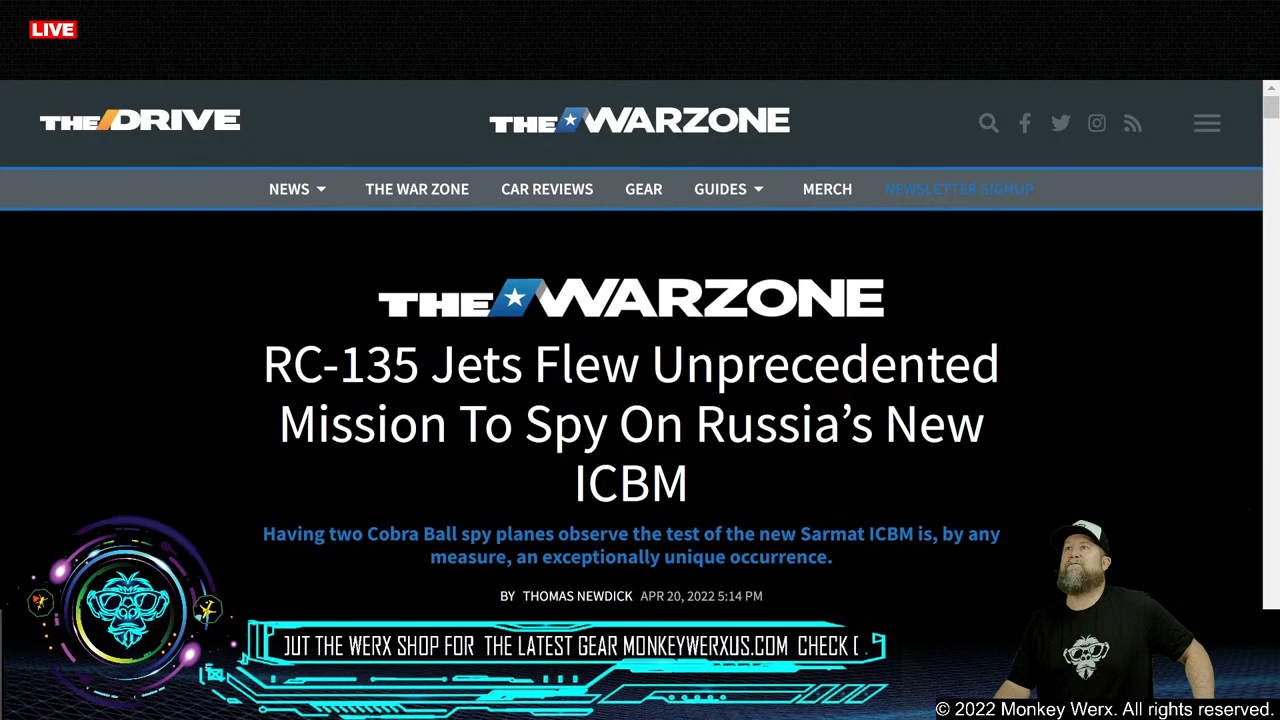 LIVE
THE DRIVE
THE WARZONE
NEWS
THE WAR ZONE
CAR REVIEWS
GEAR
GUIDES
MERCH
NEWSLETTER SIGNUP
THE WARZONE
RC-135 Jets Flew Unprecedented
Mission To Spy On Russia’s New
ICBM
Having two Cobra Ball spy planes observe the test of the new Sarmat ICBM is, by any
measure, an exceptionally unique occurrence.
BY THOMAS NEWDICK APR 20, 2022 5:14 PM
OUT THE WERX SHOP FOR THE LATEST GEAR MONKEYWERXUS.COM CHECK
© 2022 Monkey Werx. All rights reserved.